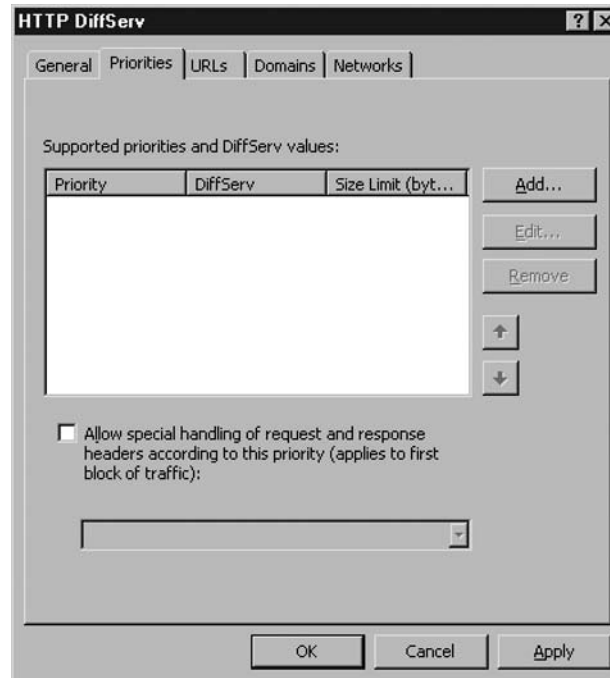 HTTP DiffServ
General Priorities URLs Domains Networks
Supported priorities and DiffServ values:
Priority DiffServ Size Limit (byt...
Add...
Edit...
Remove
Allow special handling of request and response
headers according to this priority (applies to first
block of traffic):
OK Cancel Apply